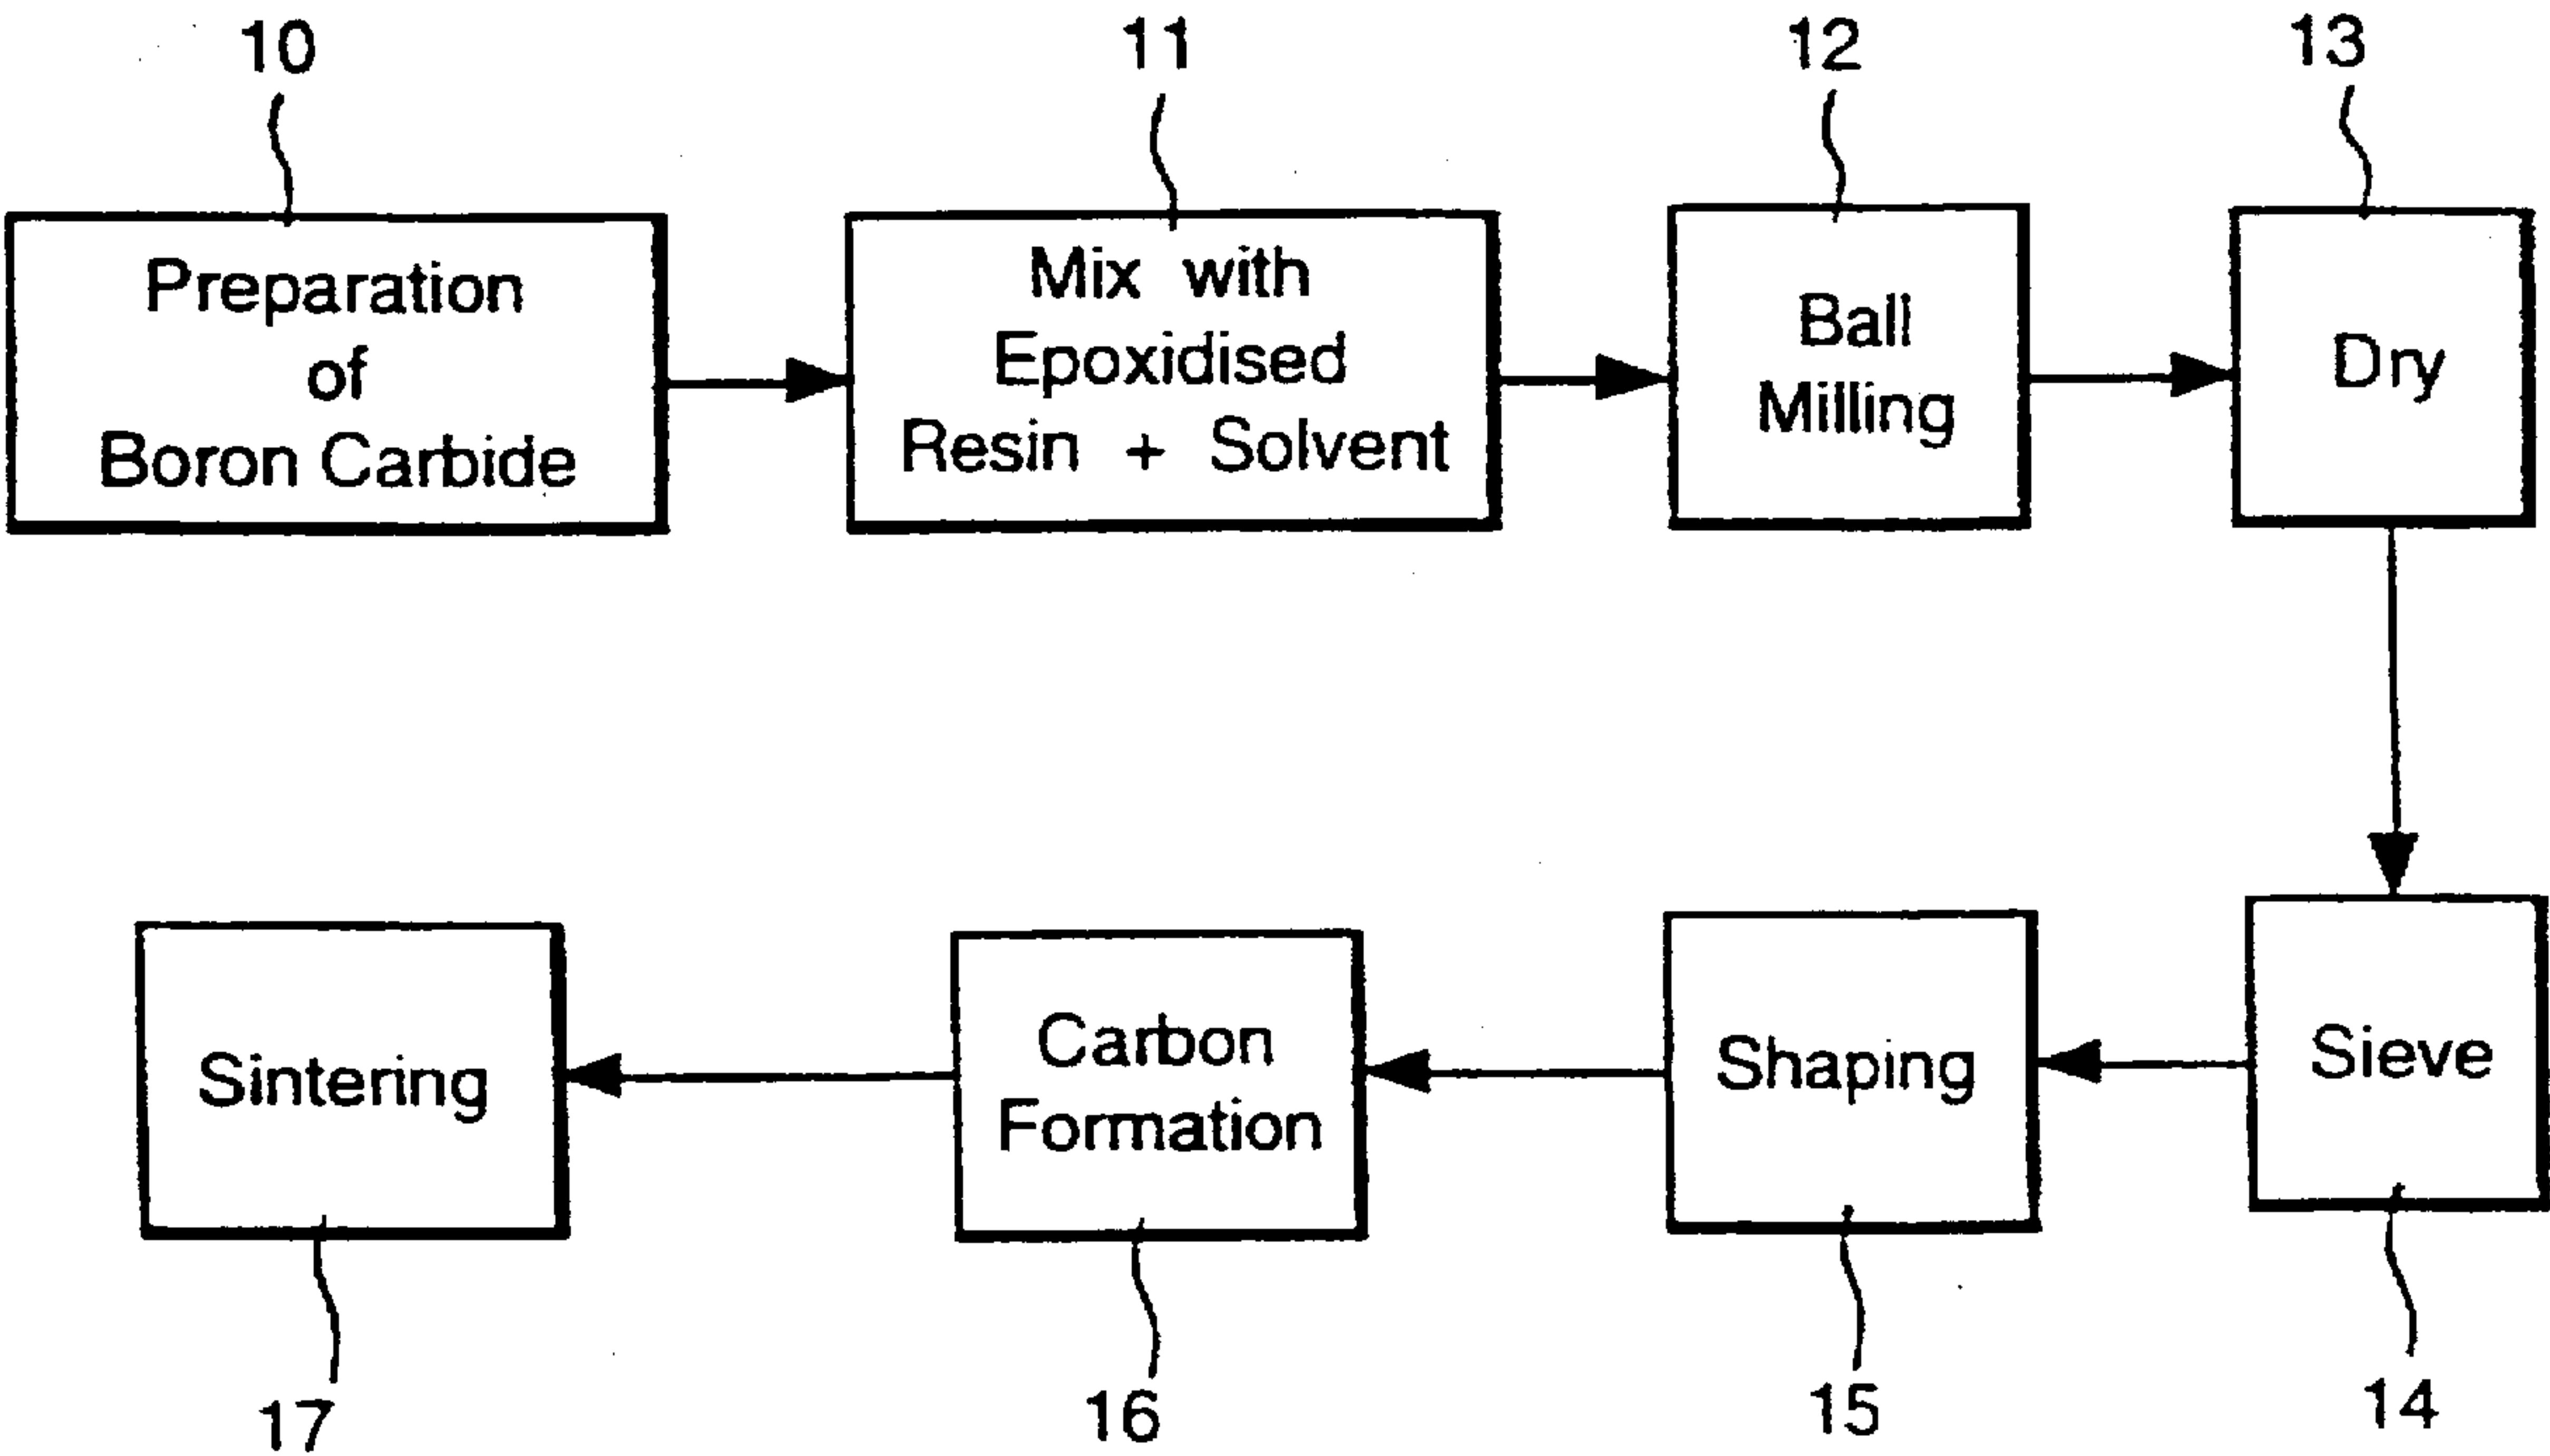 10
11
12
13
Preparation
of
Boron Carbide
Mix with
Epoxidised
Resin + Solvent
Ball
Milling
Dry
Sintering
Carbon
Formation
Shaping
Sieve
17
16
15
14